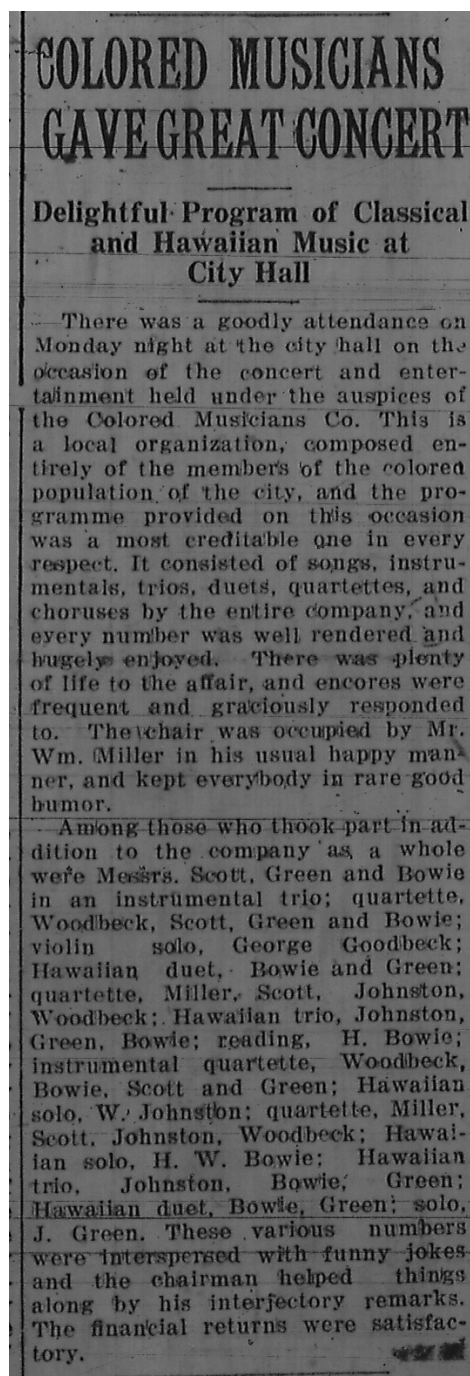 COLORED MUSICIANS
GAVE GREAT CONCERT
Delightful Program of Classical
and Hawaiian Music at
City Hall
There was a goodly attendance on
Monday night at the city hall on the
occasion of the concert and enter-
tainment held under the auspices of
the Colored Musicians Co. This is
a local organization, composed en-
tirely of the members of the colored
population of the city, and the pro-
gramme provided on this occasion
was a most creditable one in every
respect. It consisted of songs, instru-
mentals, trios, duets, quartettes, and
choruses by the entire company, and
every number was well rendered and
hugely enjoyed. There was plenty
of life to the affair, and encores were
frequent and graciously responded
to. The chair was occupied by Mr.
Wm. Miller in his usual happy man-
ner, and kept everybody in rare good
humor.
Among those who thook part in ad-
dition to the company as a whole
were Messrs. Scott, Green and Bowie
in an instrumental trio; quartette,
Woodbeck, Scott, Green and Bowie;
violin solo, George Goodbeck;
Hawaiian duet, Bowie and Green;
quartette, Miller, Scott, Johnston,
Woodbeck; Hawaiian trio, Johnston,
Green, Bowie; reading, H. Bowie;
instrumental quartette, Woodbeck,
Bowie, Scott and Green; Hawaiian
solo, W. Johnston; quartette, Miller,
Scott, Johnston, Woodbeck; Hawai-
ian solo, H. W. Bowie; Hawaiian
trio, Johnston, Bowie, Green;
Hawaiian duet, Bowie, Green; solo,
J. Green. These various numbers
were interspersed with funny jokes
and the chairman helped things
along by his interjectory remarks.
The financial returns were satisfac-
tory.